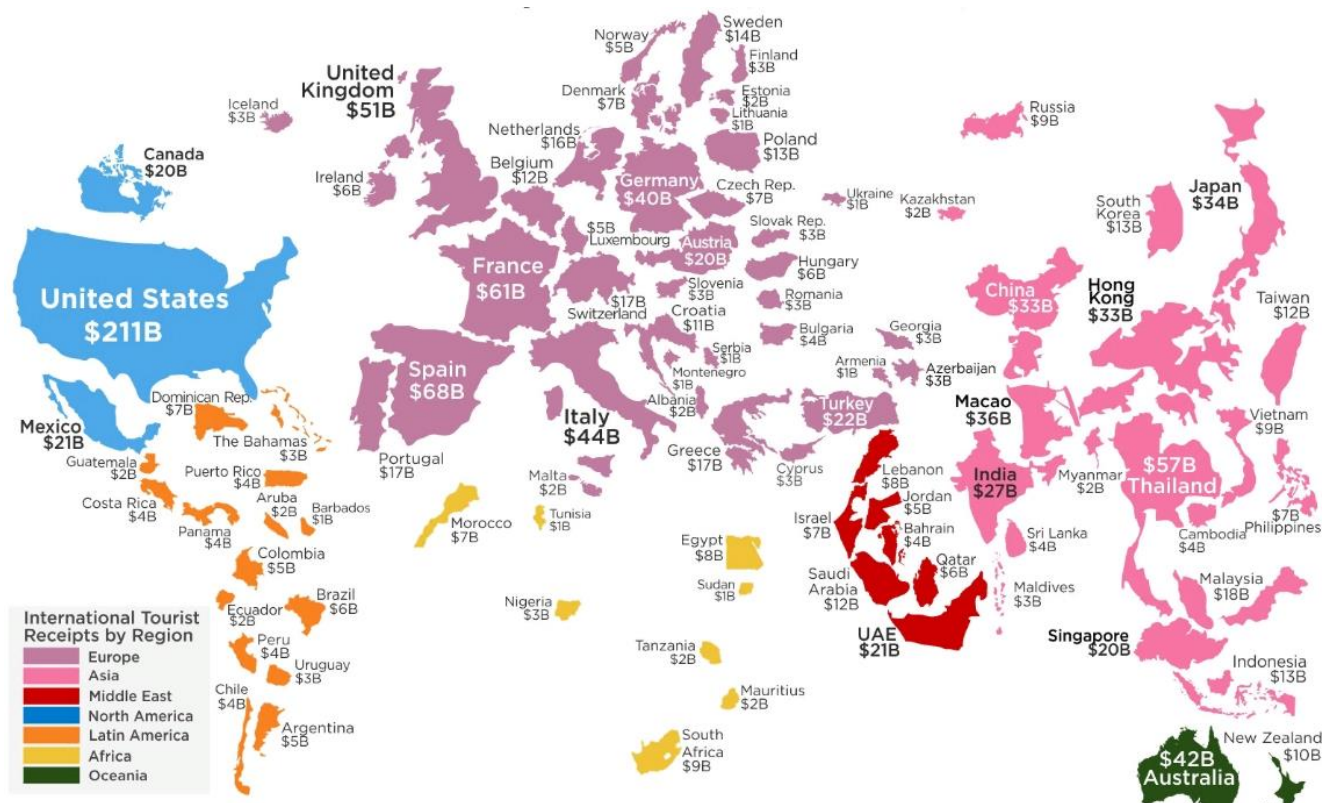 Canada
$20B
United States
$211B
Mexico
$21B
Iceland
$3B
United
Kingdom
$51B
Ireland
$6B
Norway
$5B
Sweden
$14B
Finland
$3B
Denmark
$7B
Estonia
$2B
Lithuania
$1B
Netherlands
$16B
Belgium
$12B
Poland
$13B
Germany
$40B
Czech Rep.
$7B
$5B
Luxembourg
Slovak Rep.
$3B
Austria
$20B
France
$61B
Hungary
$6B
Slovenia
$3B
$17B
Switzerland
Romania
$3B
Croatia
$11B
Bulgaria
$4B
Serbia
$1B
Montenegro
$1B
Albania
$2B
Spain
$68B
Portugal
$17B
Italy
$44B
Malta
$2B
Greece
$17B
Turkey
$22B
Cyprus
$3B
Ukraine
$1B
Georgia
$3B
Armenia
$1B
Azerbaijan
$3B
Russia
$9B
Kazakhstan
$2B
South
Korea
$13B
Japan
$34B
China
$33B
Hong
Kong
$33B
Taiwan
$12B
Macao
$36B
Vietnam
$9B
India
$27B
Myanmar
$2B
$57B
Thailand
$7B
Philippines
Cambodia
$4B
Sri Lanka
$4B
Maldives
$3B
Malaysia
$18B
Singapore
$20B
Indonesia
$13B
Lebanon
$8B
Jordan
$5B
Israel
$7B
Bahrain
$4B
Qatar
$6B
Saudi
Arabia
$12B
UAE
$21B
Dominican Rep.
$7B
The Bahamas
$3B
Guatemala
$2B
Puerto Rico
$4B
Costa Rica
$4B
Aruba
$2B
Barbados
$1B
Panama
$4B
Colombia
$5B
Ecuador
$2B
Brazil
$6B
Peru
$4B
Uruguay
$3B
Chile
$4B
Argentina
$5B
Morocco
$7B
Tunisia
$1B
Egypt
$8B
Sudan
$1B
Nigeria
$3B
Tanzania
$2B
Mauritius
$2B
South
Africa
$9B
$42B
Australia
New Zealand
$10B
International Tourist
Receipts by Region
Europe
Asia
Middle East
North America
Latin America
Africa
Oceania